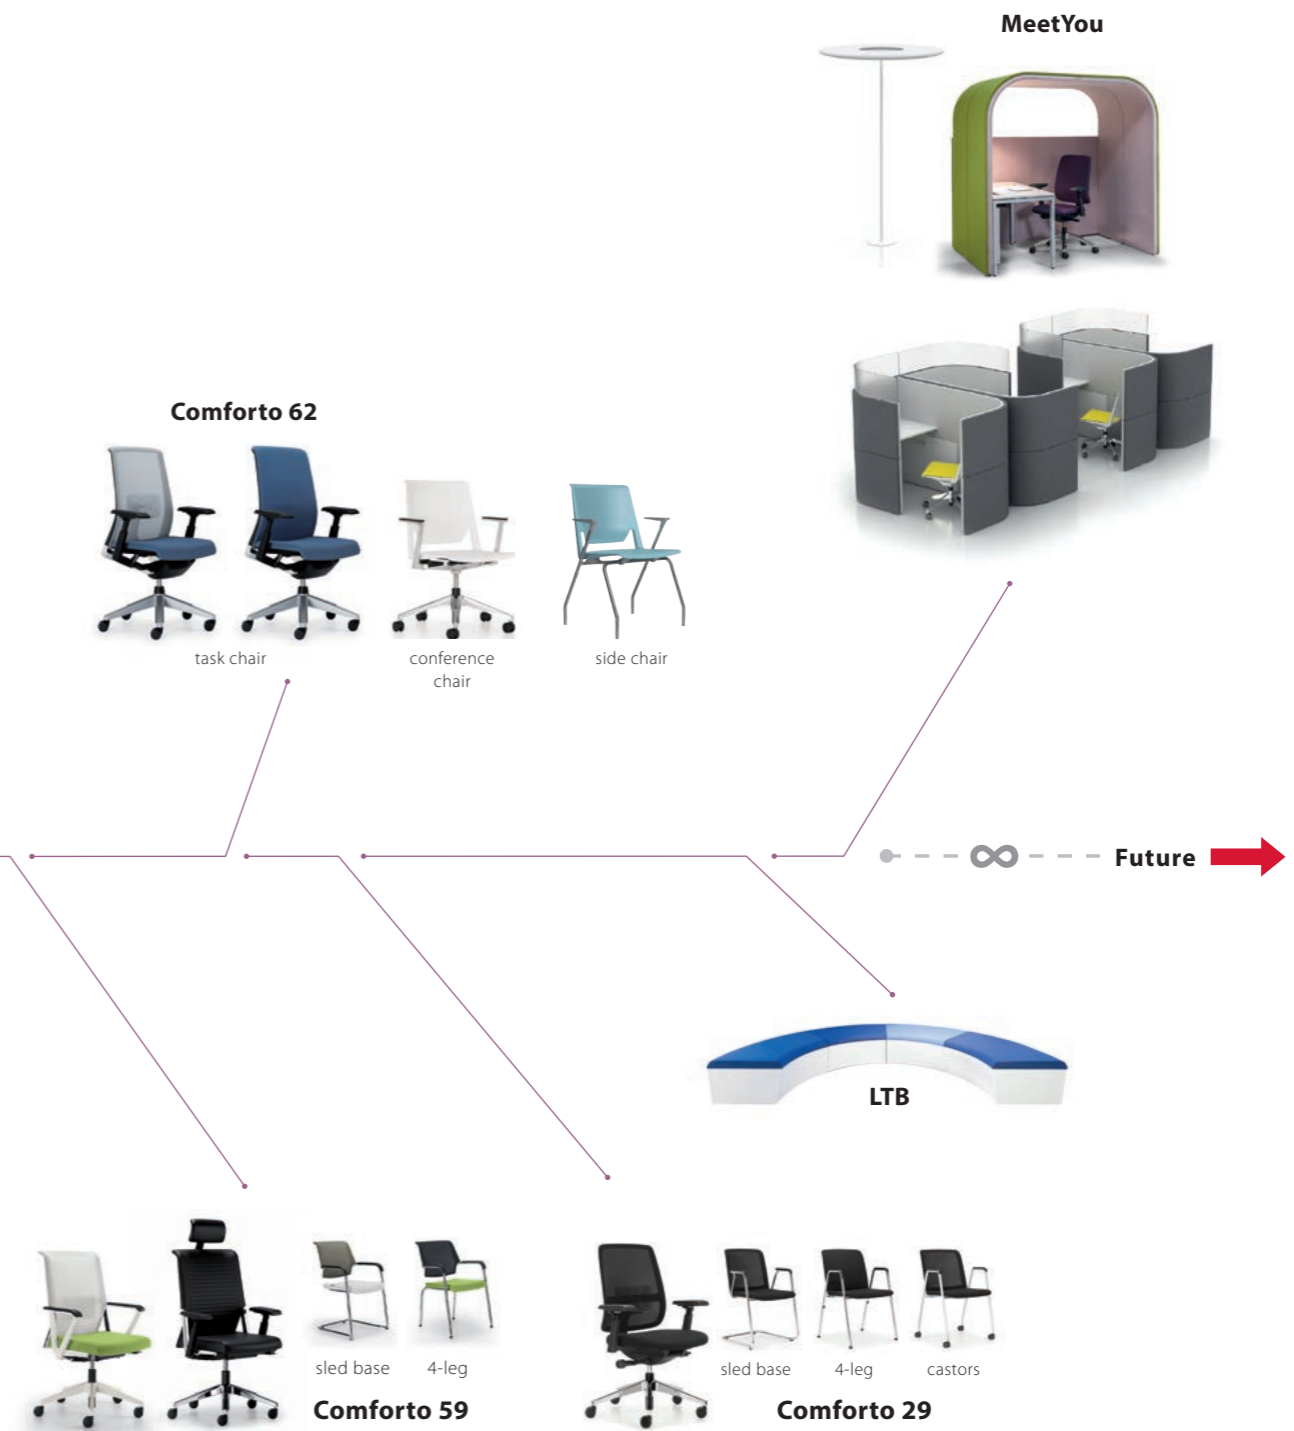 MeetYou
Comforto 62
task chair
conference
chair
side chair
Future
LTB
sled base
4-leg
Comforto 59
sled base
4-leg
castors
Comforto 29